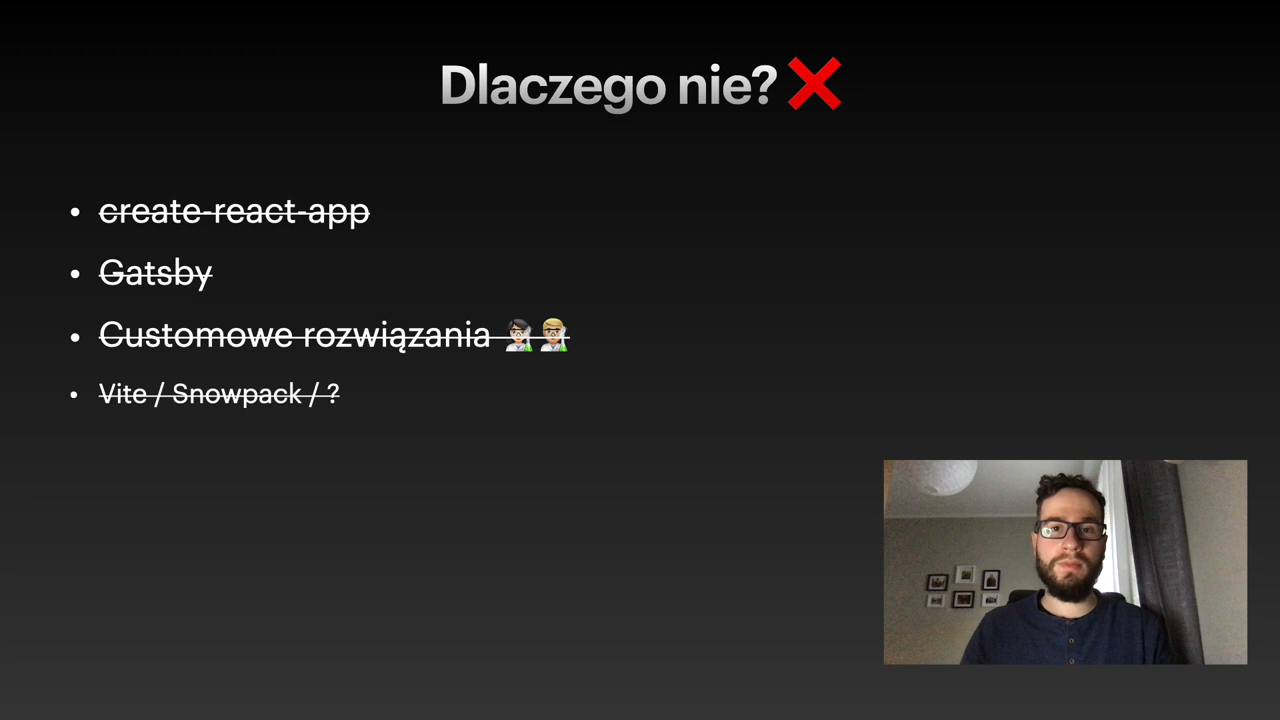 Dlaczego nie? ❌
• create-react-app
• Gatsby
• Customowe rozwiązania 👩🏻‍🔬👨🏼‍🔬
• Vite / Snowpack / ?